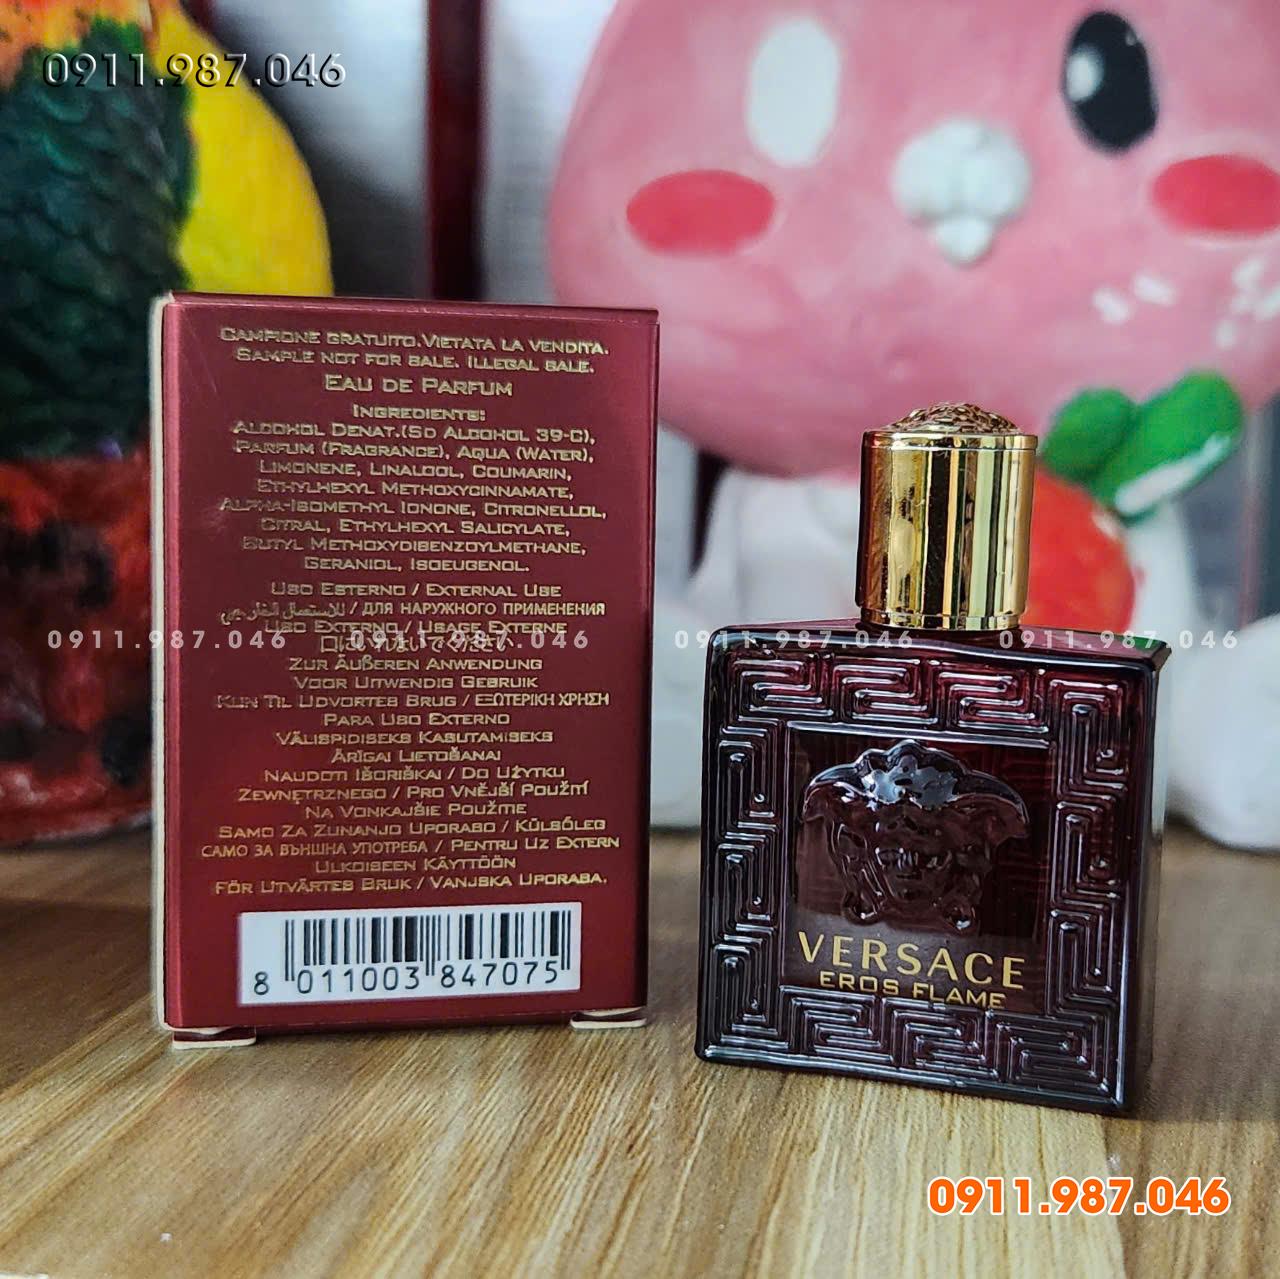 0911.987.046
CAMPIONE GRATUITO.VIETATA LA VENDITA.
SAMPLE NOT FOR SALE. ILLEGAL SALE.
EAU DE PARFUM
INGREDIENTS:
ALCOHOL DENAT.(SD ALCOHOL 39-C),
PARFUM (FRAGRANCE), AQUA (WATER),
LIMONENE, LINALOOL, COUMARIN,
ETHYLHEXYL METHOXYCINNAMATE,
ALPHA-ISOMETHYL IONONE, CITRONELLOL,
CITRAL, ETHYLHEXYL SALICYLATE,
BUTYL METHOXYDIBENZOYLMETHANE,
GERANIOL, ISOEUGENOL.
USO ESTERNO / EXTERNAL USE
للاستعمال الخارجي / ДЛЯ НАРУЖНОГО ПРИМЕНЕНИЯ
USO EXTERNO / USAGE EXTERNE
0911.987.046 0911.987.046 0911.987.046 0911.987.046
ZUR ÄUßEREN ANWENDUNG
VOOR UITWENDIG GEBRUIK
KUN TIL UDVORTES BRUG / ΕΞΩΤΕΡΙΚΗ ΧΡΗΣΗ
PARA USO EXTERNO
VÄLISPIDISEKS KASUTAMISEKS
ĀRĪGAI LIETOŠANAI
NAUDOTI IŠORIŠKAI / DO UŻYTKU
ZEWNĘTRZNEGO / PRO VNĚJŠÍ POUŽITÍ
NA VONKAJŠIE POUŽITIE
SAMO ZA ZUNANJO UPORABO / KÜLSŐLEG
САМО ЗА ВЪНШНА УПОТРЕБА / PENTRU UZ EXTERN
ULKOISEEN KÄYTTÖÖN
FÖR UTVÄRTES BRUK / VANJSKA UPORABA.
8 011003 847075
VERSACE
EROS FLAME
0911.987.046